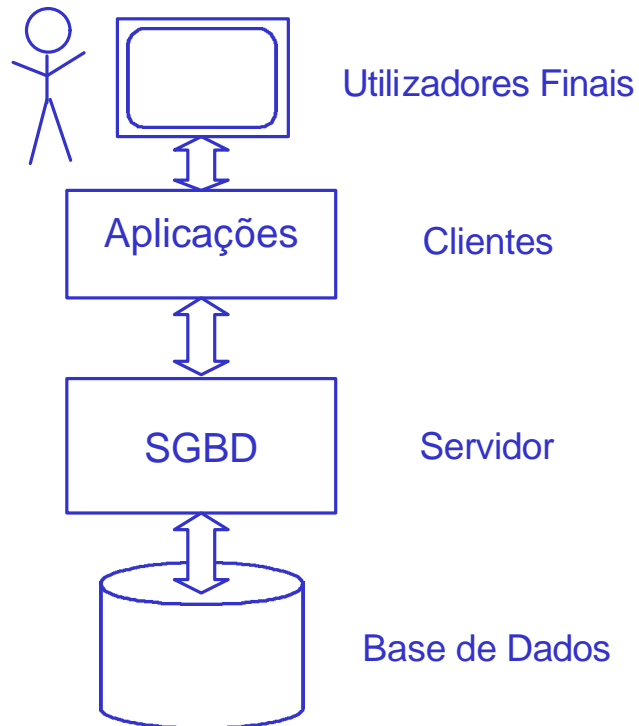 Utilizadores Finais
Aplicações
Clientes
SGBD
Servidor
Base de Dados